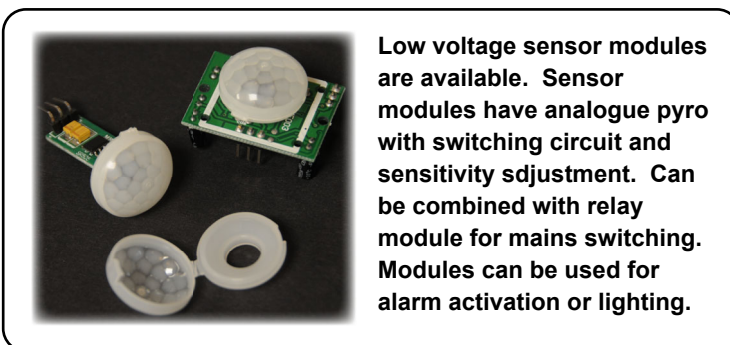 Low voltage sensor modules
are available.  Sensor
modules have analogue pyro
with switching circuit and
sensitivity sdjustment.  Can
be combined with relay
module for mains switching.
Modules can be used for
alarm activation or lighting.